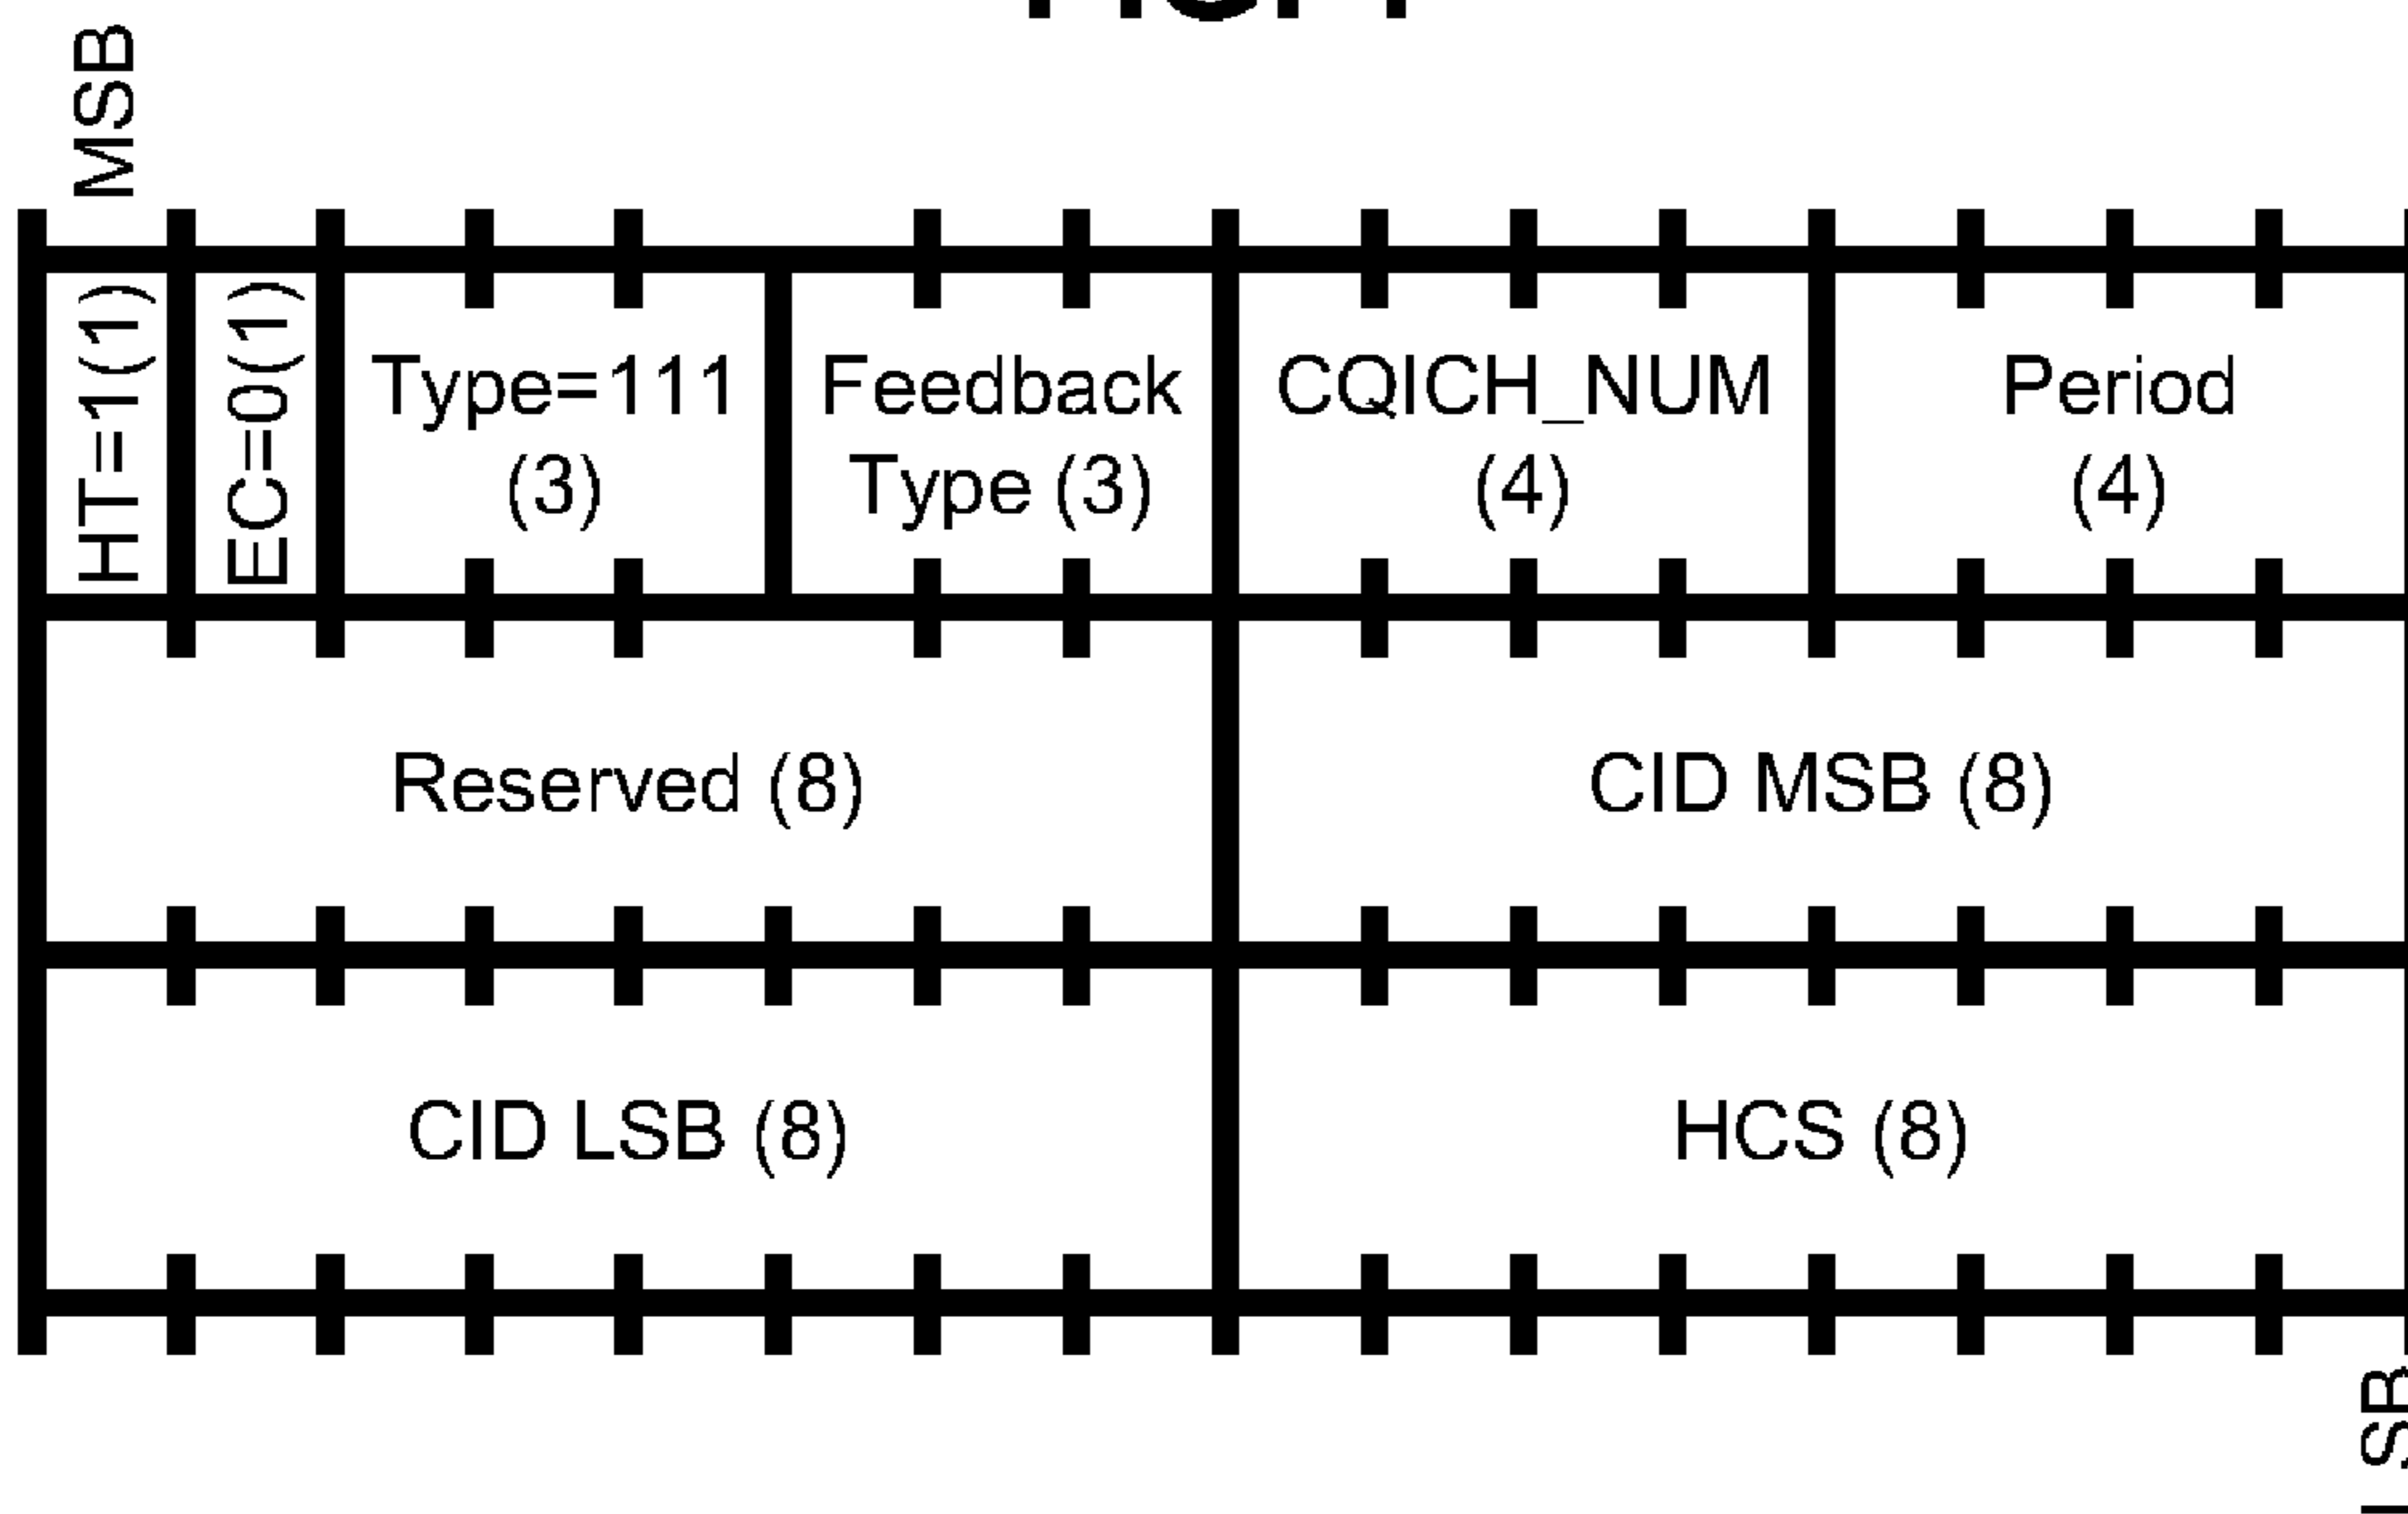 MSB
HT=1(1)
EC=0(1)
Type=111
(3)
Feedback
Type (3)
CQICH_NUM
(4)
Period
(4)
Reserved (8)
CID MSB (8)
CID LSB (8)
HCS (8)
LSB